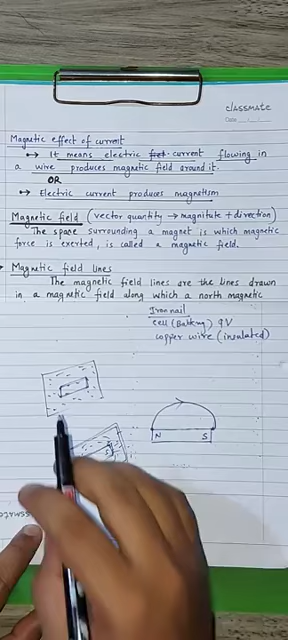 classmate
Date
Magnetic effect of current
↦ It means electric current flowing in
a wire produces magnetic field around it.
OR
↦ Electric current produces magnetism
Magnetic field (vector quantity → magnitute + direction)
The space surrounding a magnet is which magnetic
force is exerted, is called a magnetic field.
Magnetic field lines
The magnetic field lines are the lines drawn
in a magnetic field along which a north magnetic
Iron nail
cell (Battery) 9V
copper wire (insulated)
N S
S